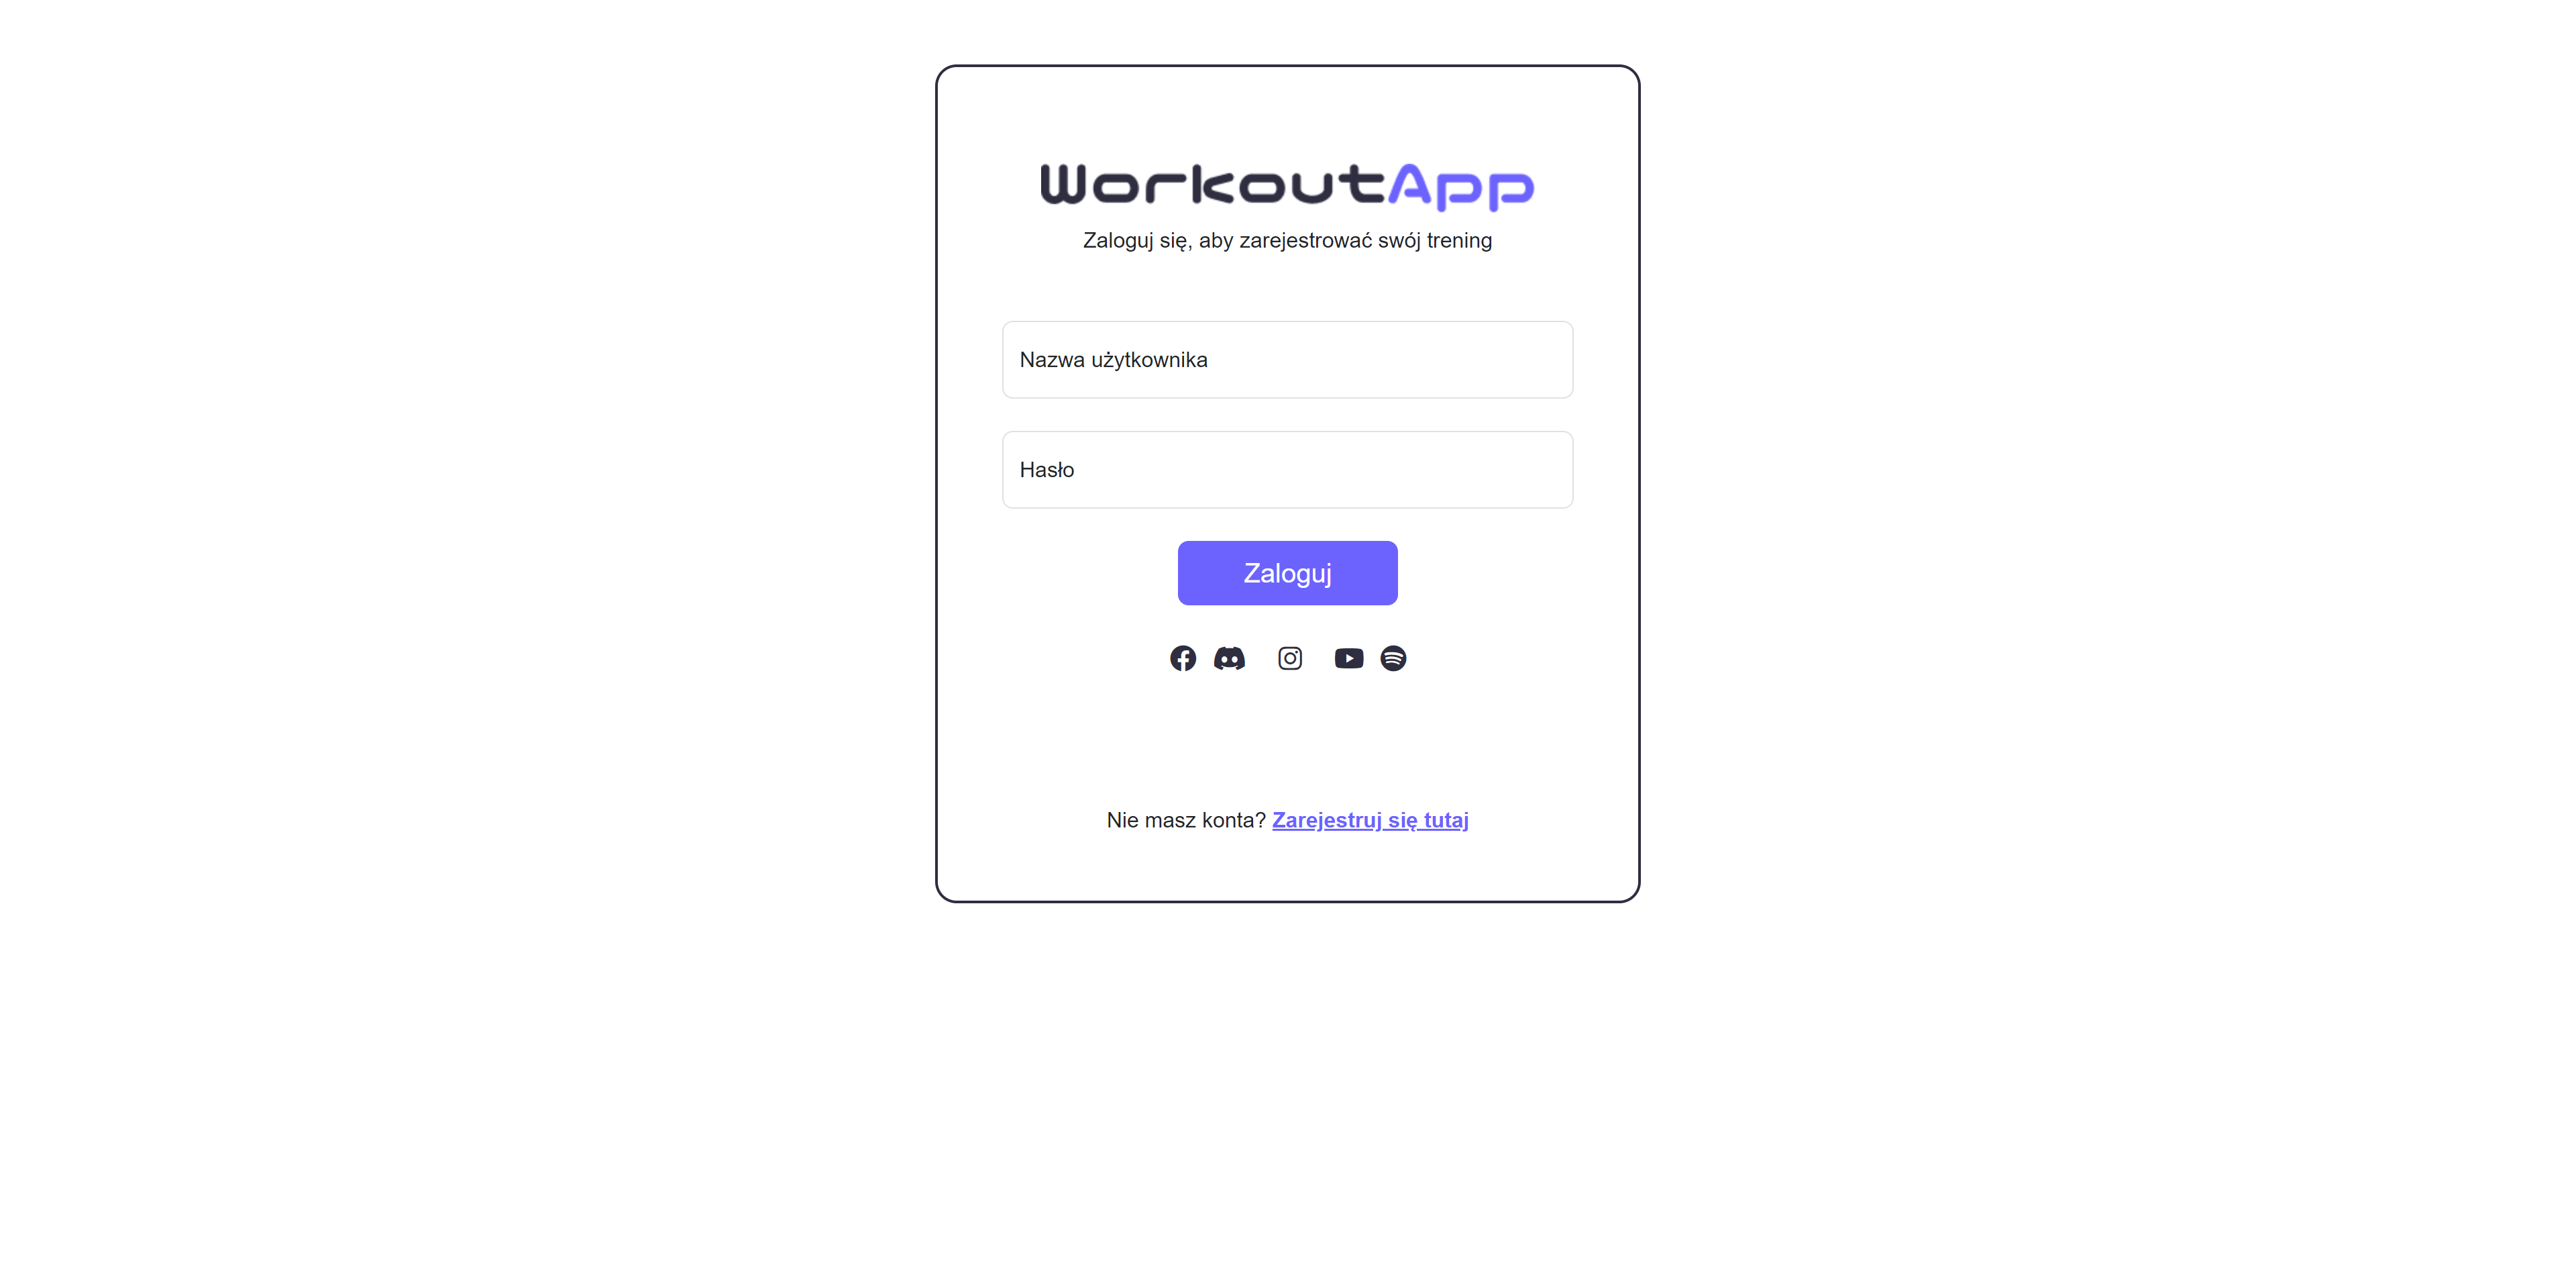 WorkoutApp
Zaloguj się, aby zarejestrować swój trening
Nazwa użytkownika
Hasło
Zaloguj
Nie masz konta? Zarejestruj się tutaj